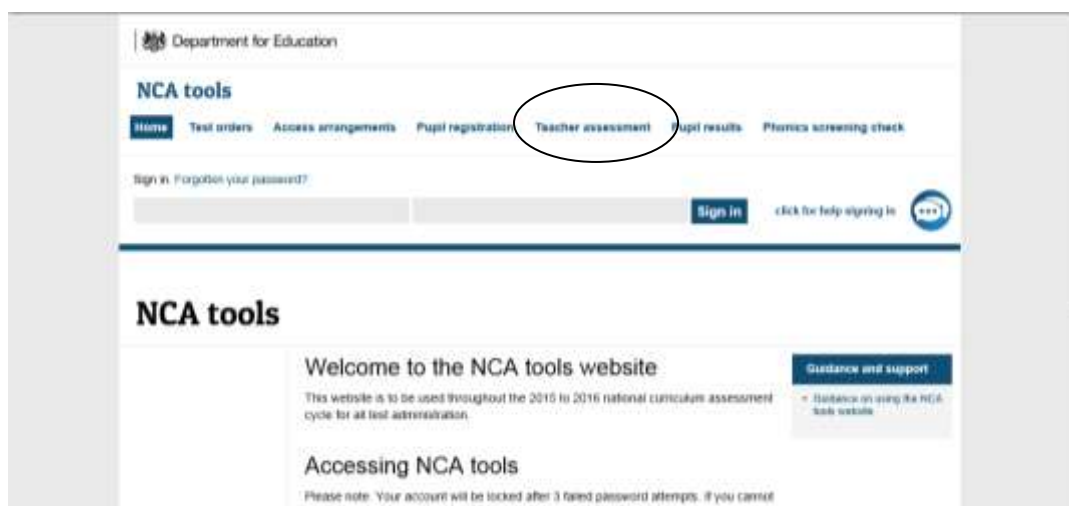 Department for Education
NCA tools
Home Test orders Access arrangements Pupil registration Teacher assessment Pupil results Phonics screening check
Sign in. Forgotten your password?
Sign in click for help signing in
NCA tools
Welcome to the NCA tools website
Guidance and support
This website is to be used throughout the 2015 to 2016 national curriculum assessment
cycle for all test administration.
Guidance on using the NCA
tools website
Accessing NCA tools
Please note: Your account will be locked after 3 failed password attempts. If you cannot